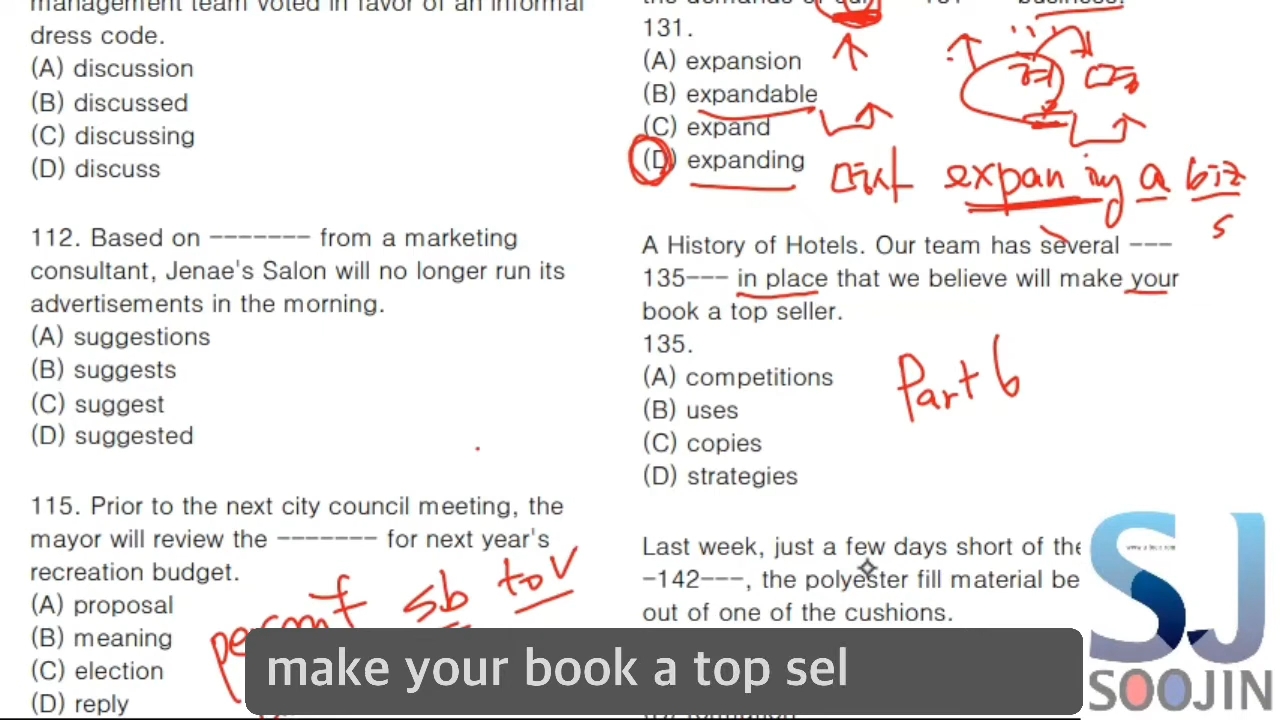 management team voted in favor of an informal
dress code.
(A) discussion
(B) discussed
(C) discussing
(D) discuss
112. Based on ------- from a marketing
consultant, Jenae's Salon will no longer run its
advertisements in the morning.
(A) suggestions
(B) suggests
(C) suggest
(D) suggested
115. Prior to the next city council meeting, the
mayor will review the ------- for next year's
recreation budget.
(A) proposal
(B) meaning
(C) election
(D) reply
permit sb to V
131.
(A) expansion
(B) expandable
(C) expand
(D) expanding
expanding a biz
s
A History of Hotels. Our team has several ---
135--- in place that we believe will make your
book a top seller.
135.
(A) competitions
(B) uses
(C) copies
(D) strategies
Part 6
Last week, just a few days short of the
-142---, the polyester fill material be
out of one of the cushions.
make your book a top sel
SJ
SOOJIN